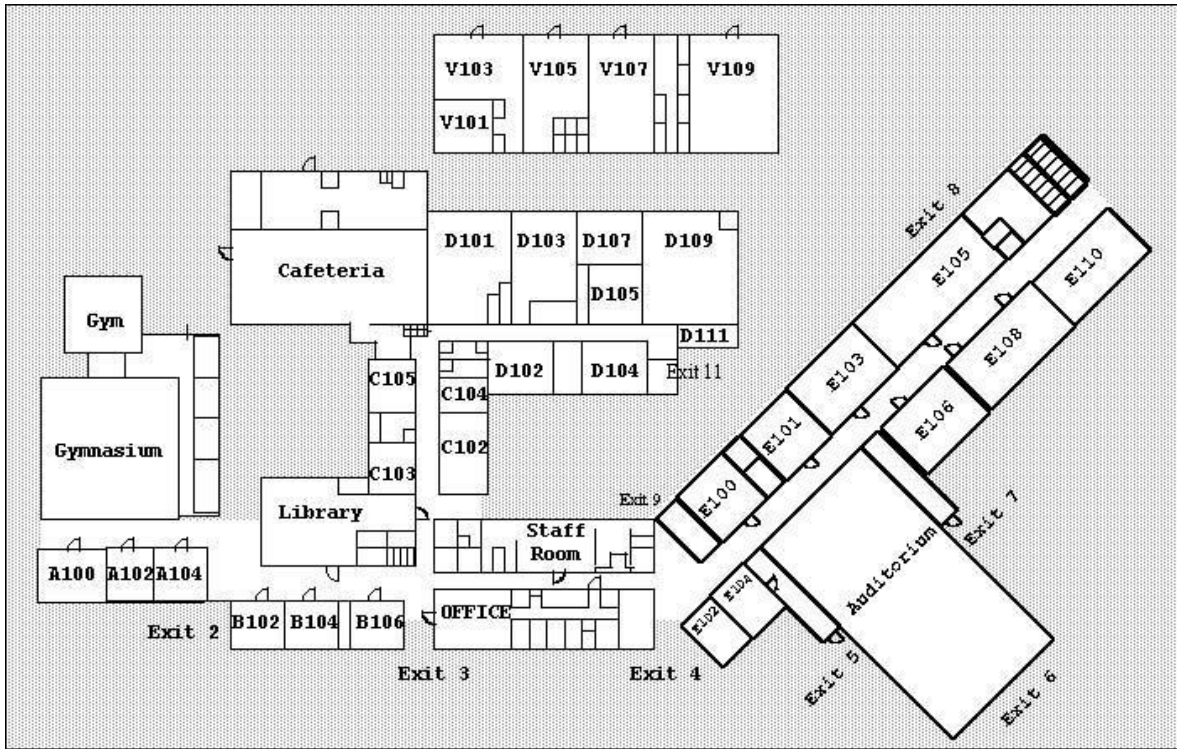 V103
V105
V107
V109
V101
Exit 8
D101
D103
D107
D109
E110
E105
Cafeteria
D105
Gym
D111
E108
D102
D104
Exit 11
E103
C105
C104
E106
E101
Gymnasium
C102
C103
E100
Exit 9
Library
Exit 7
Staff
Room
Auditorium
A100
A102
A104
E104
E102
OFFICE
B102
B104
B106
Exit 2
Exit 3
Exit 4
Exit 5
Exit 6